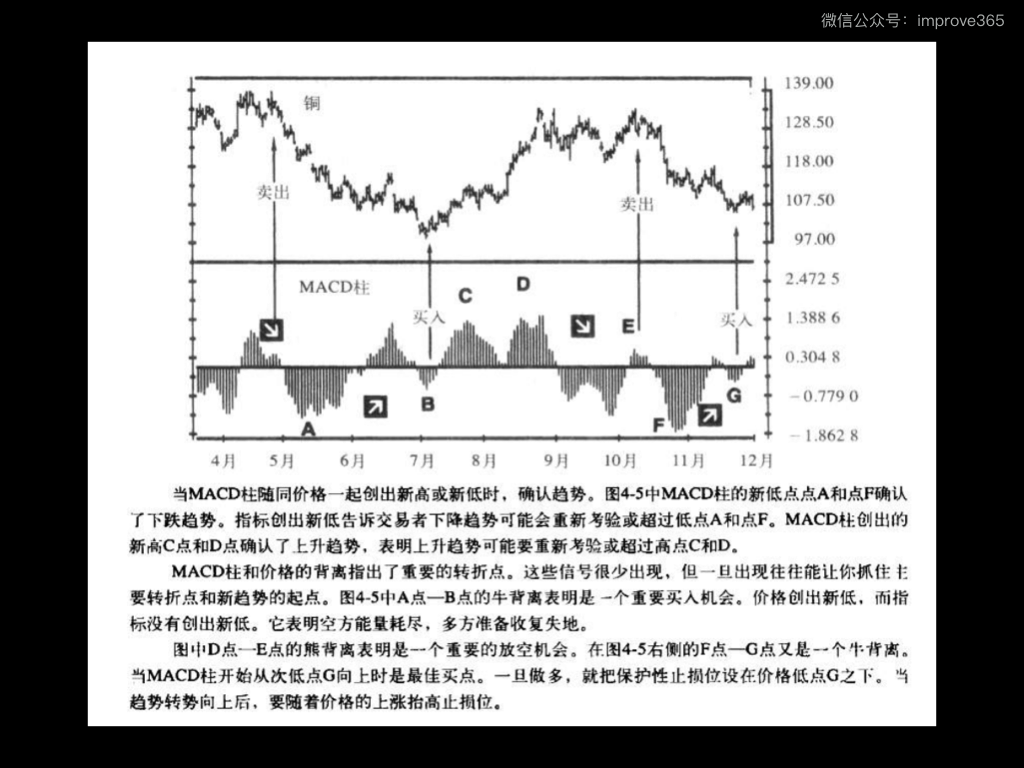 微信公众号：improve365
139.00
铜
128.50
118.00
卖出
卖出
107.50
97.00
MACD柱
2.472 5
C
D
买入
买入
1.388 6
E
0.304 8
G
-0.779 0
B
A
F
-1.862 8
4月 5月 6月 7月 8月 9月 10月 11月 12月
当MACD柱随同价格一起创出新高或新低时，确认趋势。图4-5中MACD柱的新低点点A和点F确认
了下跌趋势。指标创出新低告诉交易者下降趋势可能会重新考验或超过低点A和点F。MACD柱创出的
新高C点和D点确认了上升趋势，表明上升趋势可能要重新考验或超过高点C和D。
MACD柱和价格的背离指出了重要的转折点。这些信号很少出现，但一旦出现往往能让你抓住主
要转折点和新趋势的起点。图4-5中A点—B点的牛背离表明是一个重要买入机会。价格创出新低，而指
标没有创出新低。它表明空方能量耗尽，多方准备收复失地。
图中D点—E点的熊背离表明是一个重要的放空机会。在图4-5右侧的F点—G点又是一个牛背离。
当MACD柱开始从次低点G向上时是最佳买点。一旦做多，就把保护性止损位设在价格低点G之下。当
趋势转势向上后，要随着价格的上涨抬高止损位。